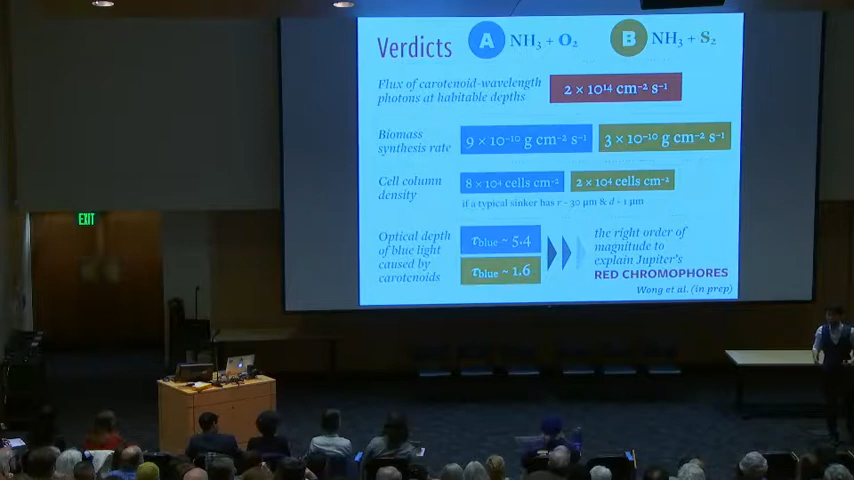 Verdicts
A NH₃ + O₂
B NH₃ + S₂
Flux of carotenoid-wavelength
photons at habitable depths
2 × 10¹⁴ cm⁻² s⁻¹
Biomass
synthesis rate
9 × 10⁻¹⁰ g cm⁻² s⁻¹
3 × 10⁻¹⁰ g cm⁻² s⁻¹
Cell column
density
8 × 10⁴ cells cm⁻²
2 × 10⁴ cells cm⁻²
if a typical sinker has r ~ 30 μm & d ~ 1 μm
Optical depth
of blue light
caused by
carotenoids
τblue ~ 5.4
τblue ~ 1.6
the right order of
magnitude to
explain Jupiter's
RED CHROMOPHORES
Wong et al. (in prep)
EXIT